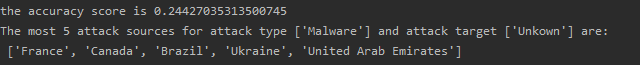 the accuracy score is 0.24427035313500745
The most 5 attack sources for attack type ['Malware'] and attack target ['Unkown'] are:
['France', 'Canada', 'Brazil', 'Ukraine', 'United Arab Emirates']